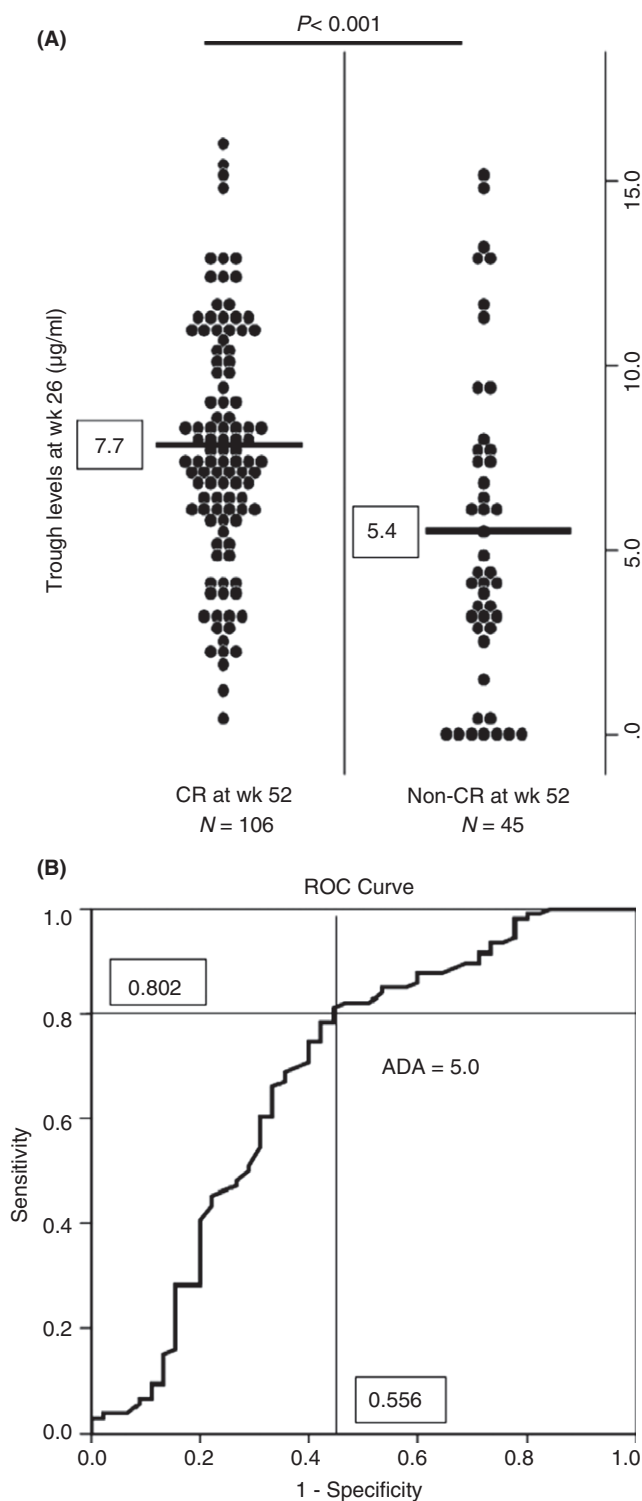 (A)
P< 0.001
Trough levels at wk 26 (µg/ml)
7.7
5.4
15.0
10.0
5.0
.0
CR at wk 52
N = 106
Non-CR at wk 52
N = 45
(B)
ROC Curve
1.0
0.802
0.8
ADA = 5.0
0.6
Sensitivity
0.4
0.2
0.556
0.0
0.0 0.2 0.4 0.6 0.8 1.0
1 - Specificity